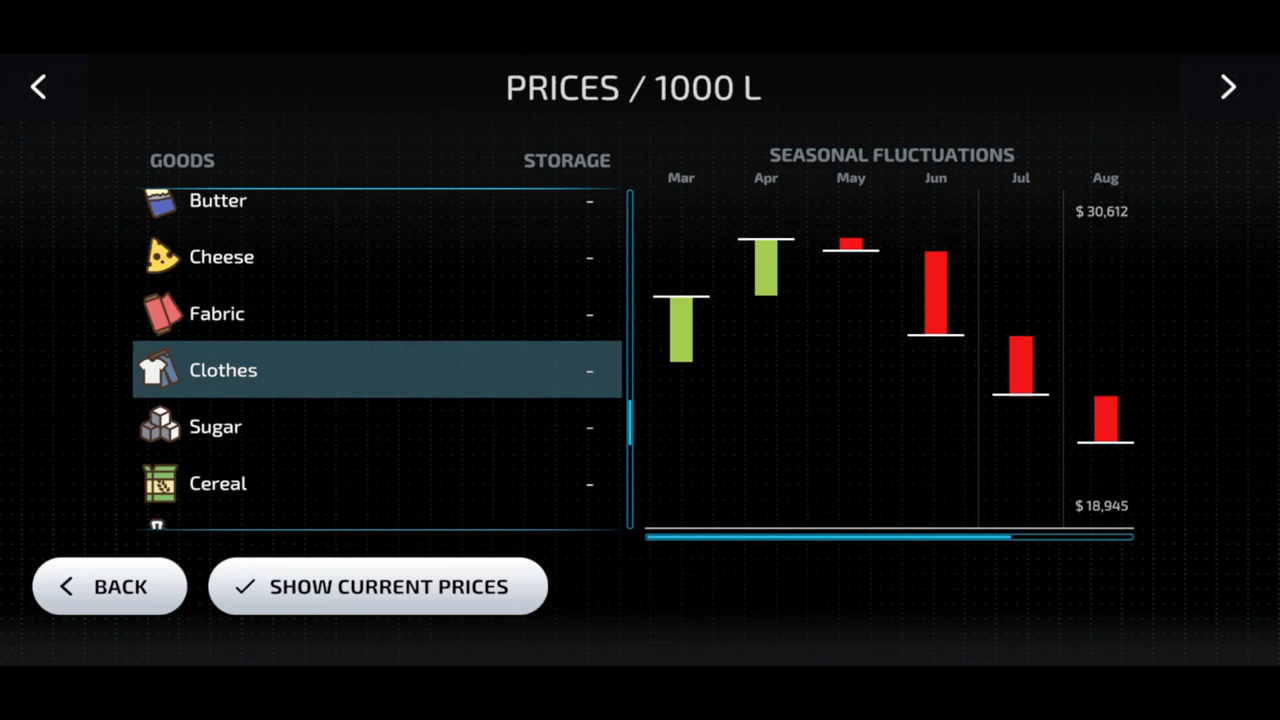 PRICES / 1000 L
GOODS STORAGE
Butter -
Cheese -
Fabric -
Clothes -
Sugar -
Cereal -
SEASONAL FLUCTUATIONS
Mar Apr May Jun Jul Aug
$ 30,612
$ 18,945
BACK
SHOW CURRENT PRICES